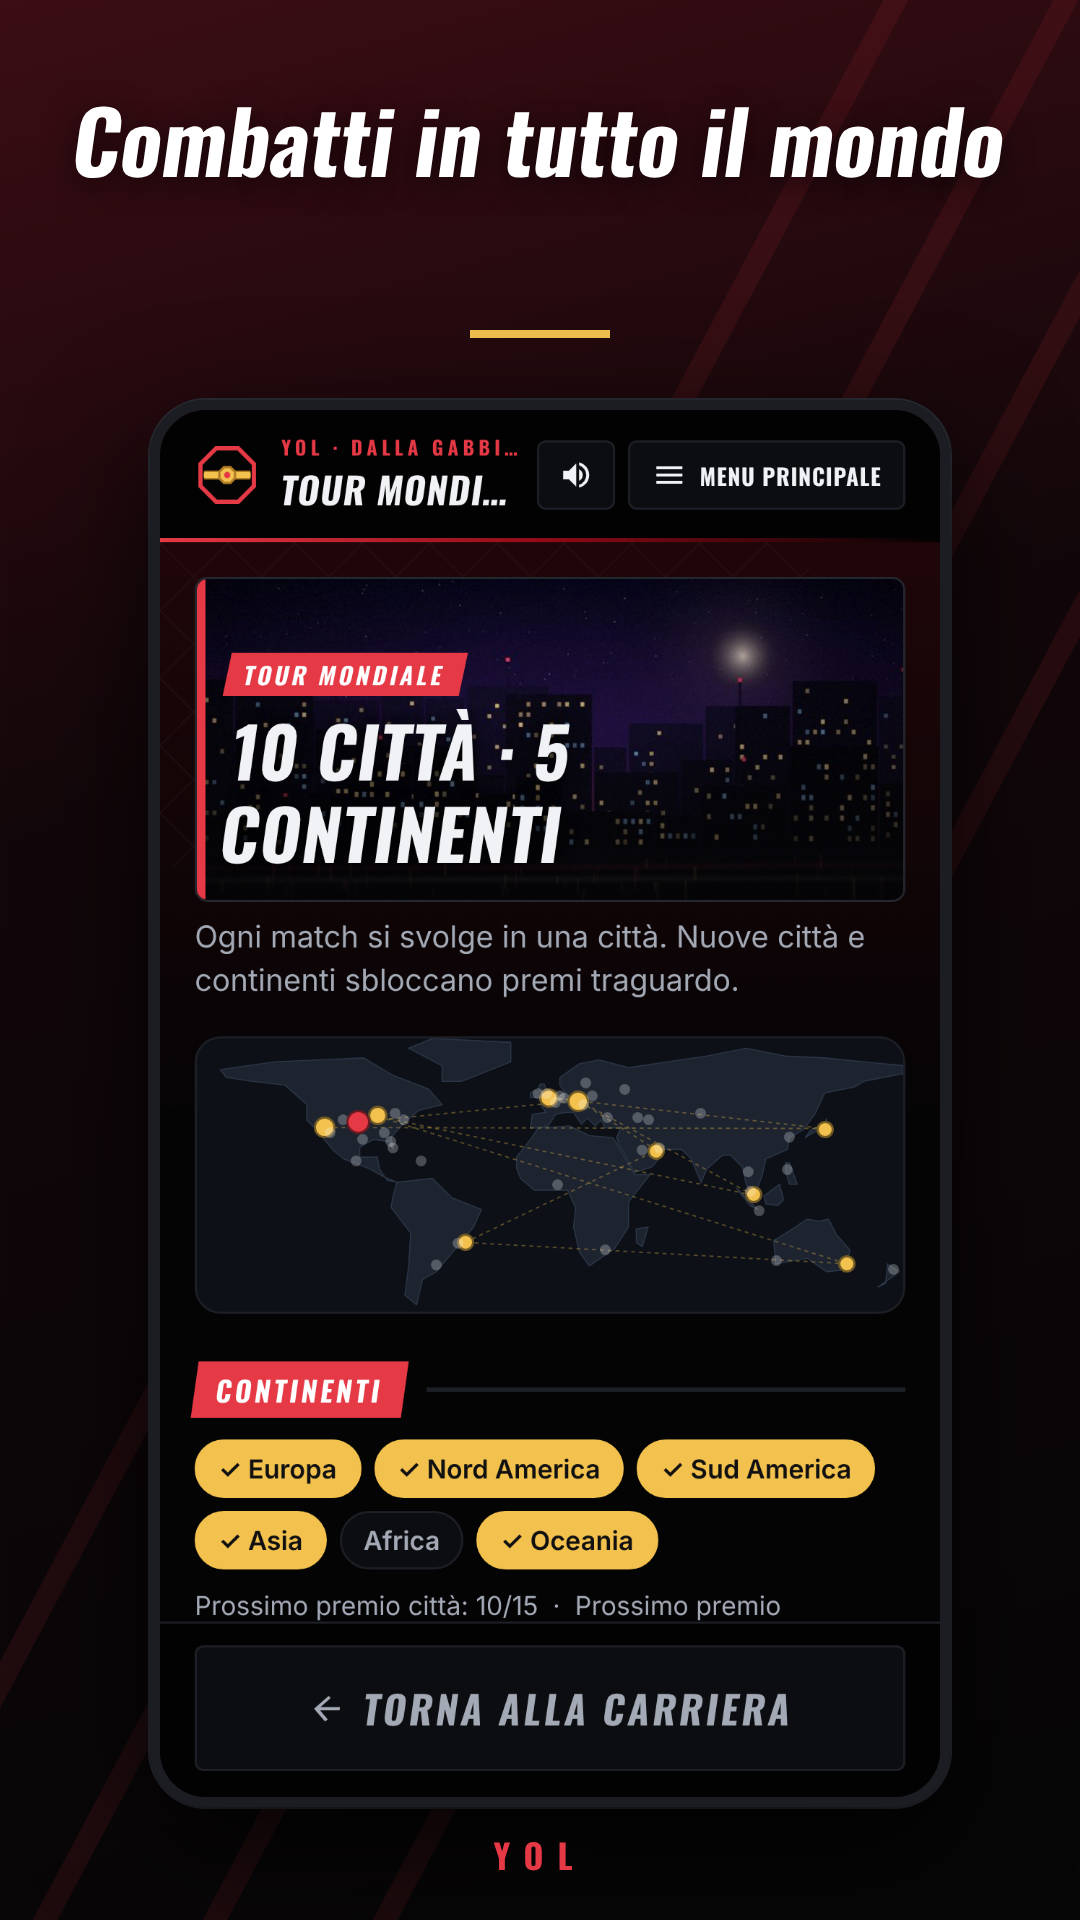 Combatti in tutto il mondo
YOL · DALLA GABBI...
TOUR MONDI...
MENU PRINCIPALE
TOUR MONDIALE
10 CITTÀ · 5
CONTINENTI
Ogni match si svolge in una città. Nuove città e
continenti sbloccano premi traguardo.
CONTINENTI
✓ Europa
✓ Nord America
✓ Sud America
✓ Asia
Africa
✓ Oceania
Prossimo premio città: 10/15 · Prossimo premio
← TORNA ALLA CARRIERA
YOL